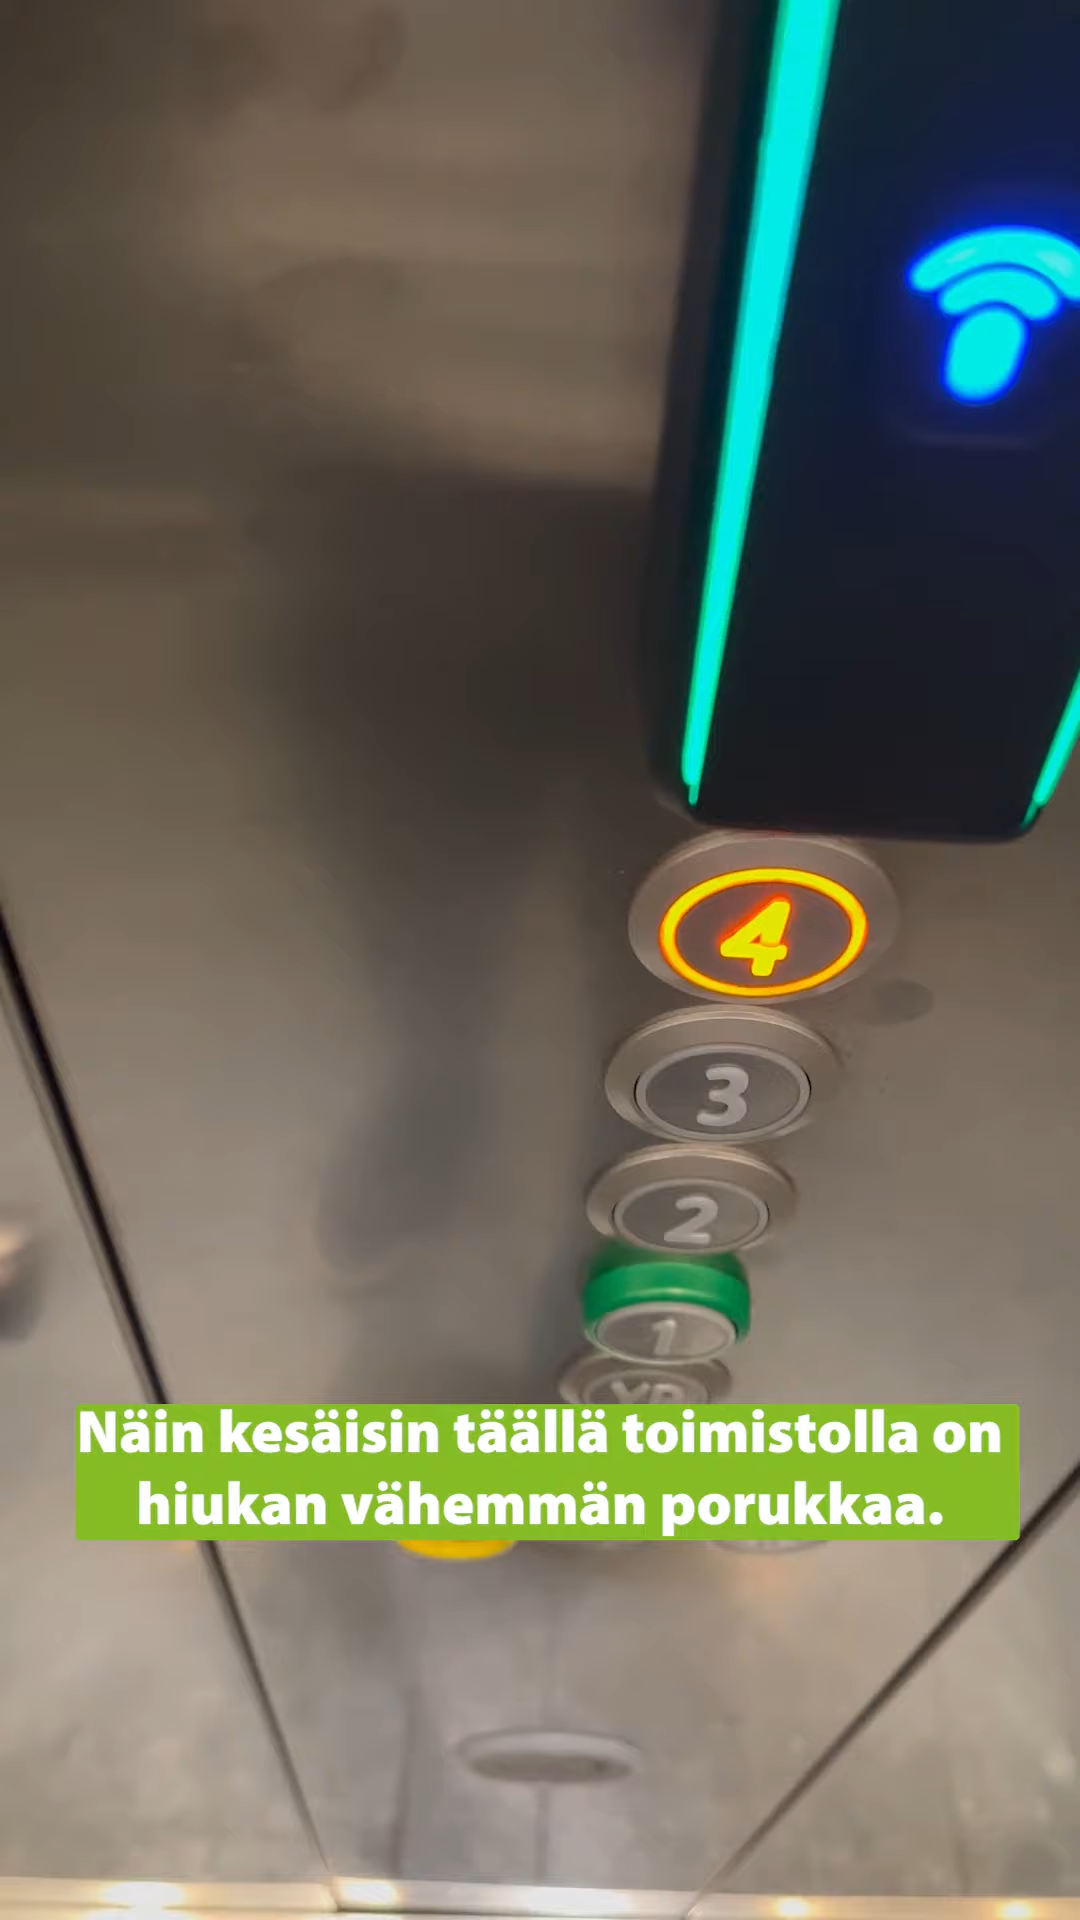 4
3
2
1
Näin kesäisin täällä toimistolla on
hiukan vähemmän porukkaa.